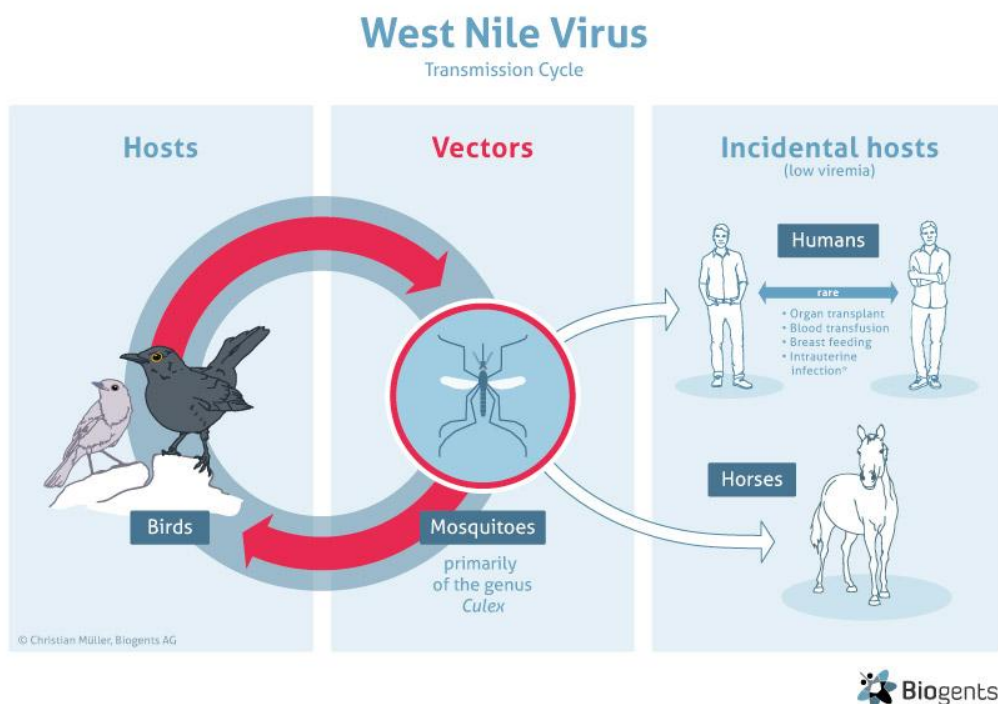 West Nile Virus
Transmission Cycle
Hosts
Vectors
Incidental hosts
(low viremia)
Humans
rare
• Organ transplant
• Blood transfusion
• Breast feeding
• Intrauterine
infection*
Horses
Birds
Mosquitoes
primarily
of the genus
Culex
© Christian Müller, Biogents AG
Biogents